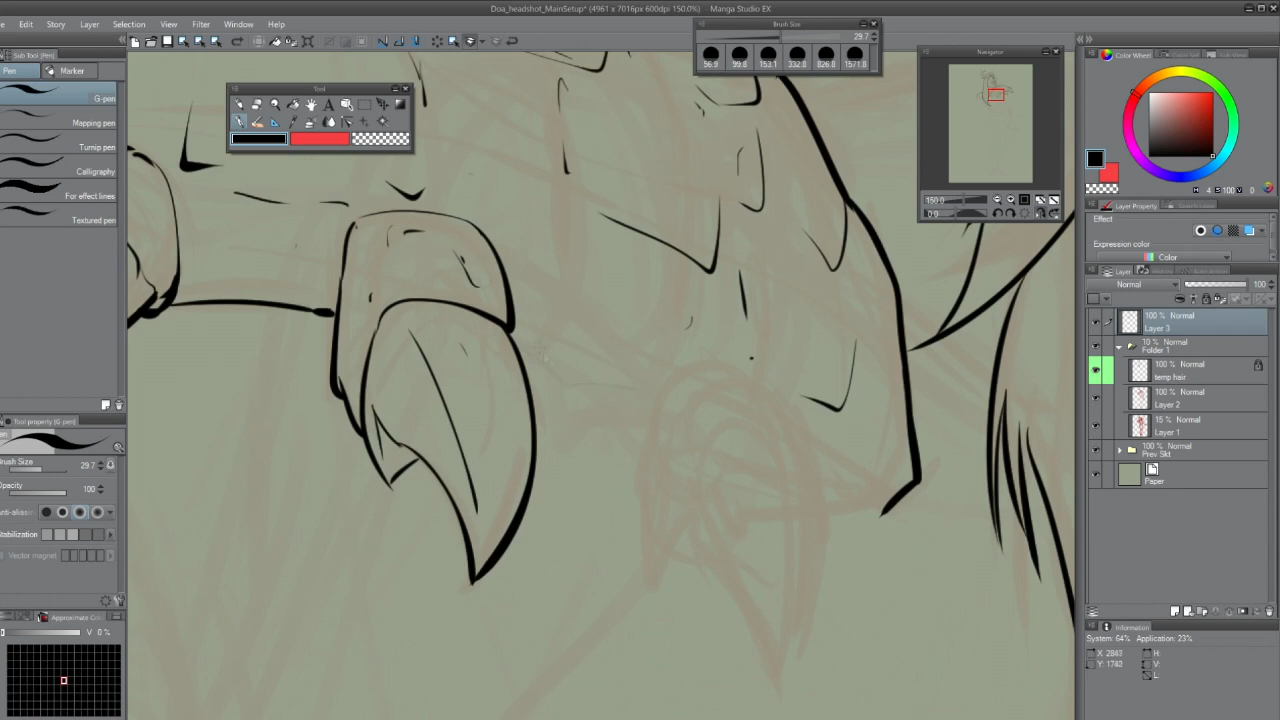 Doa_headshot_MainSetup* (4961 x 7016px 600dpi 150.0%) - Manga Studio EX
Edit Story Layer Selection View Filter Window Help
Sub Tool [Pen]
Pen Marker
G-pen
Mapping pen
Turnip pen
Calligraphy
For effect lines
Textured pen
Tool
Brush Size
29.7
56.9 99.8 153.1 332.8 826.8 1571.8
Navigator
150.0
0.0
Color Wheel
H 4 S 100 V 0
Layer Property
Effect
Expression color
Color
Layer
Normal 100
100 % Normal
Layer 3
10 % Normal
Folder 1
100 % Normal
temp hair
100 % Normal
Layer 2
15 % Normal
Layer 1
100 % Normal
Prev Skt
Paper
Tool property [G-pen]
Brush Size 29.7
Opacity 100
Stabilization
Vector magnet
V 0 %
Information
System: 64% Application: 23%
X: 2843 H:
Y: 1742 V:
L: